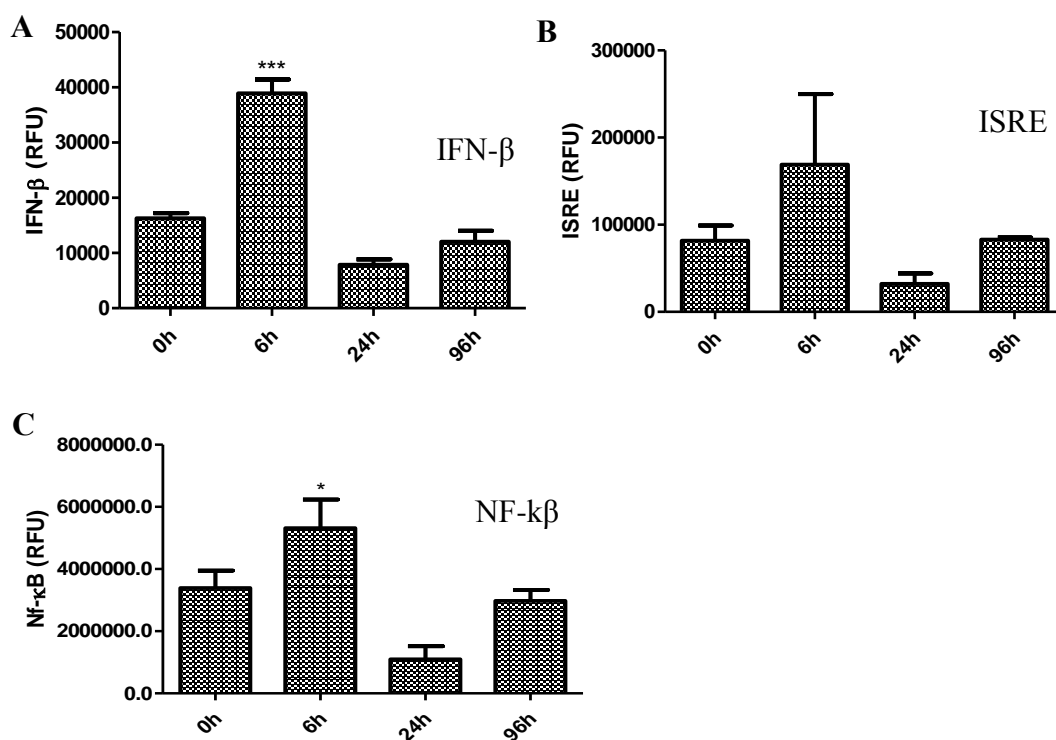 A
IFN-β (RFU)
50000
40000
30000
20000
10000
0
***
IFN-β
0h
6h
24h
96h
B
ISRE (RFU)
300000
200000
100000
0
ISRE
0h
6h
24h
96h
C
Nf-κB (RFU)
8000000.0
6000000.0
4000000.0
2000000.0
0.0
*
NF-kβ
0h
6h
24h
96h